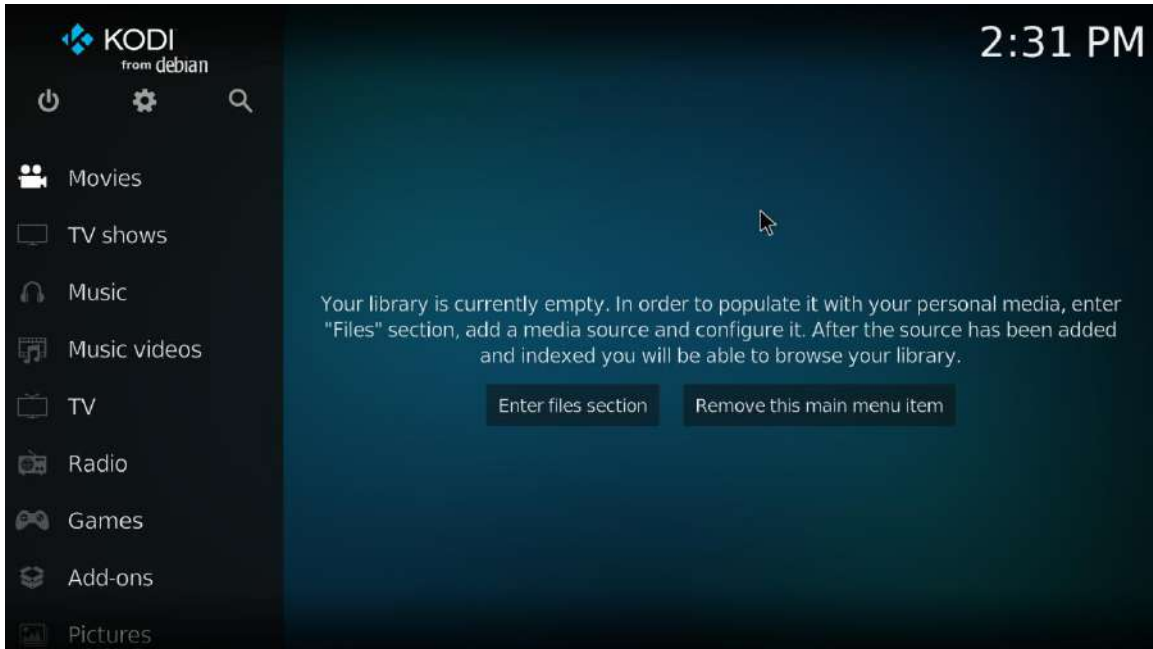 KODI
from debian
2:31 PM
Movies
TV shows
Music
Music videos
TV
Radio
Games
Add-ons
Pictures
Your library is currently empty. In order to populate it with your personal media, enter
"Files" section, add a media source and configure it. After the source has been added
and indexed you will be able to browse your library.
Enter files section
Remove this main menu item